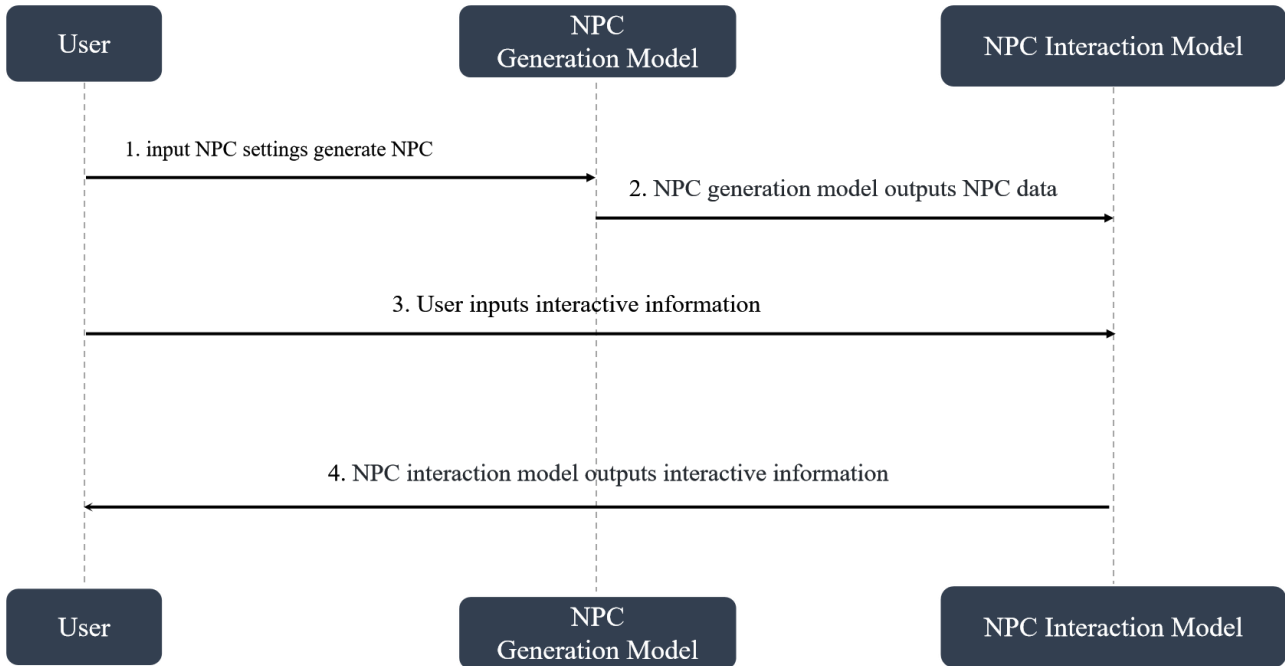 User
NPC
Generation Model
NPC Interaction Model
1. input NPC settings generate NPC
2. NPC generation model outputs NPC data
3. User inputs interactive information
4. NPC interaction model outputs interactive information
User
NPC
Generation Model
NPC Interaction Model